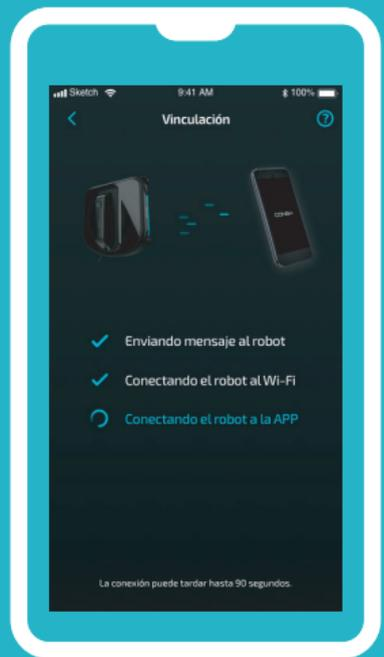 Sketch 9:41 AM 100%
Vinculación
?
CONGA
Enviando mensaje al robot
Conectando el robot al Wi-Fi
Conectando el robot a la APP
La conexión puede tardar hasta 90 segundos.